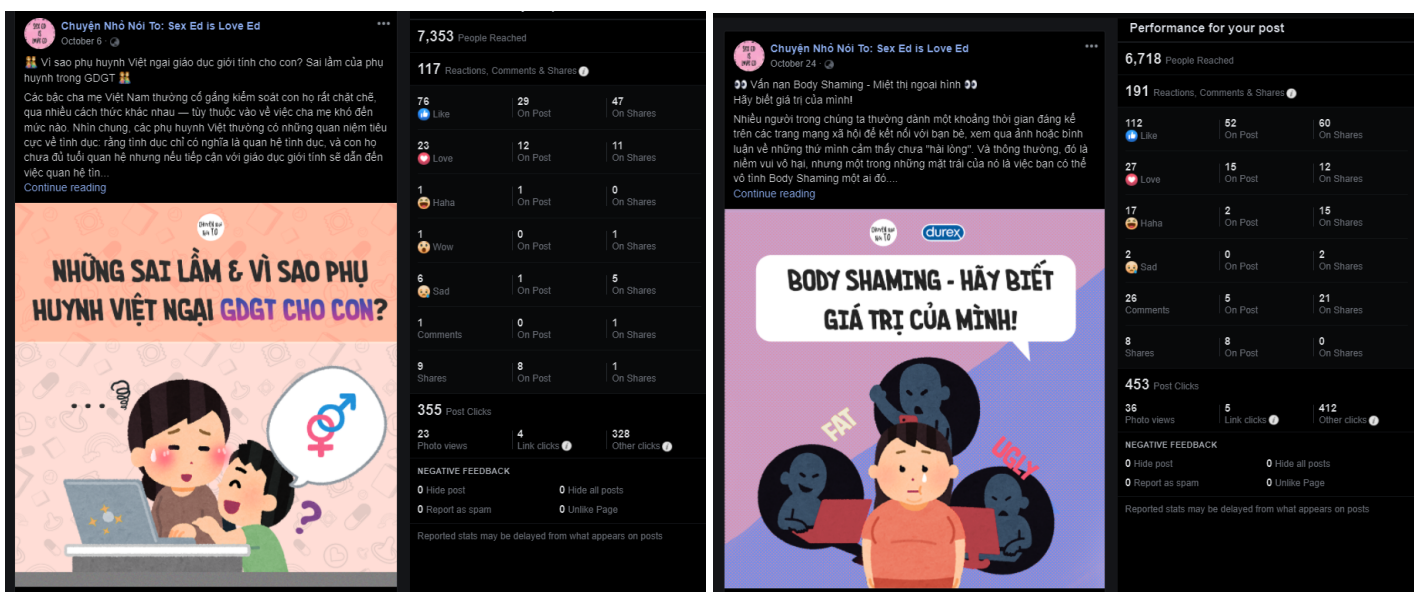 Chuyện Nhỏ Nói To: Sex Ed is Love Ed
October 6
Vì sao phụ huynh Việt ngại giáo dục giới tính cho con? Sai lầm của phụ
huynh trong GDGT
Các bậc cha mẹ Việt Nam thường cố gắng kiểm soát con họ rất chặt chẽ,
qua nhiều cách thức khác nhau — tùy thuộc vào về việc cha mẹ khó đến
mức nào. Nhìn chung, các phụ huynh Việt thường có những quan niệm tiêu
cực về tình dục: rằng tình dục chỉ có nghĩa là quan hệ tình dục, và con họ
chưa đủ tuổi quan hệ nhưng nếu tiếp cận với giáo dục giới tính sẽ dẫn đến
việc quan hệ tìn...
Continue reading
NHỮNG SAI LẦM & VÌ SAO PHỤ
HUYNH VIỆT NGẠI GDGT CHO CON?
7,353 People Reached
117 Reactions, Comments & Shares
76 29 47
Like On Post On Shares
23 12 11
Love On Post On Shares
1 1 0
Haha On Post On Shares
1 0 1
Wow On Post On Shares
6 1 5
Sad On Post On Shares
1 0 1
Comments On Post On Shares
9 8 1
Shares On Post On Shares
355 Post Clicks
23 4 328
Photo views Link clicks Other clicks
NEGATIVE FEEDBACK
0 Hide post 0 Hide all posts
0 Report as spam 0 Unlike Page
Reported stats may be delayed from what appears on posts
Chuyện Nhỏ Nói To: Sex Ed is Love Ed
October 24
Vấn nạn Body Shaming - Miệt thị ngoại hình
Hãy biết giá trị của mình!
Nhiều người trong chúng ta thường dành một khoảng thời gian đáng kể
trên các trang mạng xã hội để kết nối với bạn bè, xem qua ảnh hoặc bình
luận về những thứ mình cảm thấy chưa "hài lòng". Và thông thường, đó là
niềm vui vô hại, nhưng một trong những mặt trái của nó là việc bạn có thể
vô tình Body Shaming một ai đó....
Continue reading
durex
BODY SHAMING - HÃY BIẾT
GIÁ TRỊ CỦA MÌNH!
FAT
UGLY
Performance for your post
6,718 People Reached
191 Reactions, Comments & Shares
112 52 60
Like On Post On Shares
27 15 12
Love On Post On Shares
17 2 15
Haha On Post On Shares
2 0 2
Sad On Post On Shares
26 5 21
Comments On Post On Shares
8 8 0
Shares On Post On Shares
453 Post Clicks
36 5 412
Photo views Link clicks Other clicks
NEGATIVE FEEDBACK
0 Hide post 0 Hide all posts
0 Report as spam 0 Unlike Page
Reported stats may be delayed from what appears on posts